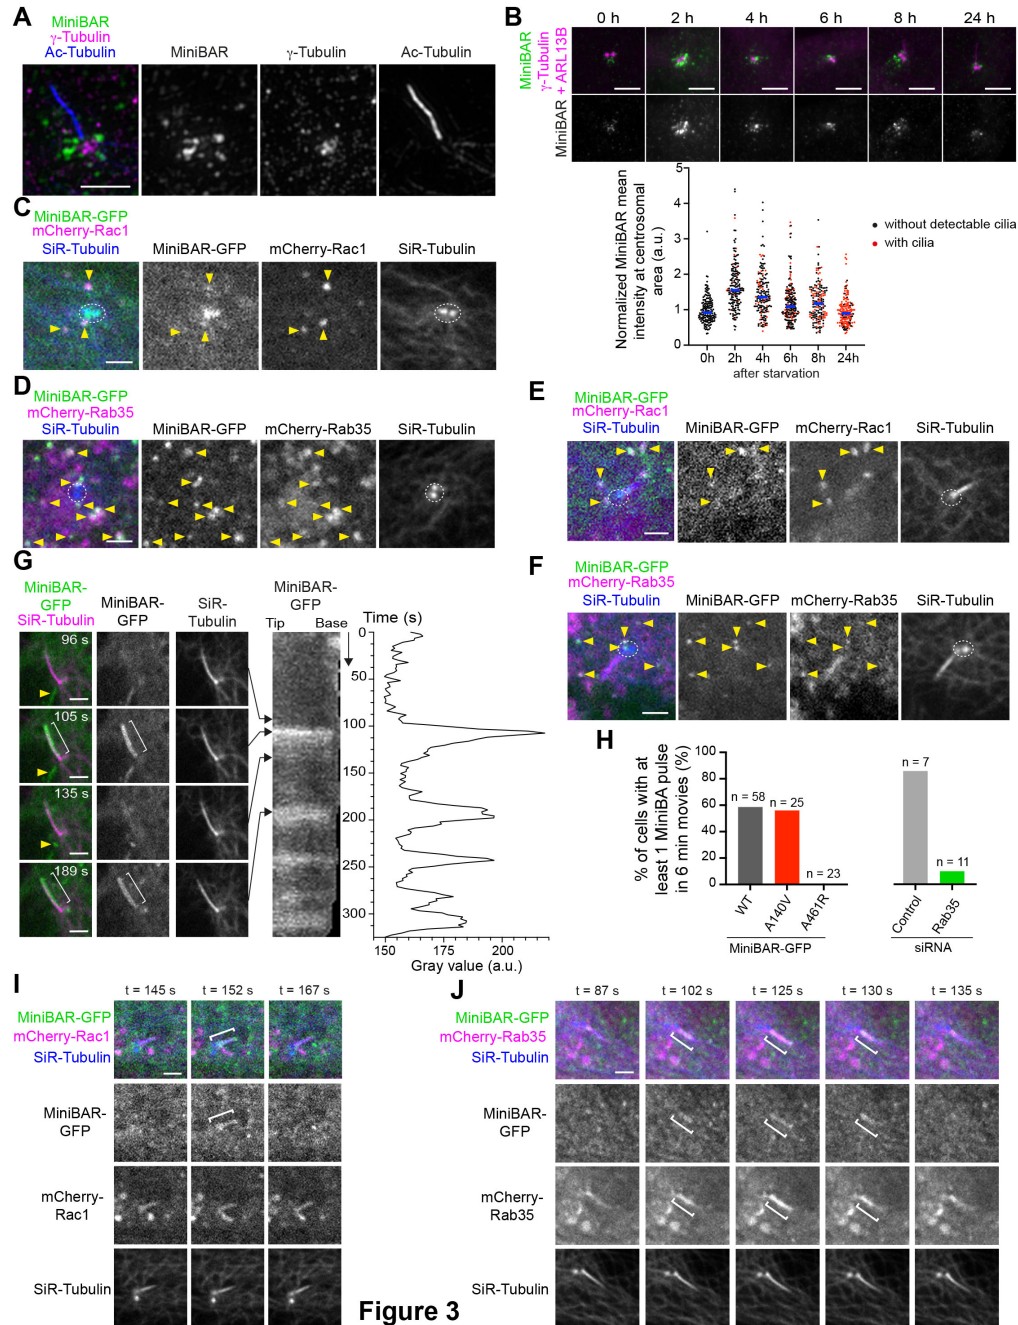 A
MiniBAR
γ-Tubulin
Ac-Tubulin
MiniBAR
γ-Tubulin
Ac-Tubulin
B
0 h
2 h
4 h
6 h
8 h
24 h
MiniBAR
γ-Tubulin
+ ARL13B
MiniBAR
Normalized MiniBAR mean
intensity at centrosomal
area (a.u.)
5
4
3
2
1
0
0h
2h
4h
6h
8h
24h
after starvation
without detectable cilia
with cilia
C
MiniBAR-GFP
mCherry-Rac1
SiR-Tubulin
MiniBAR-GFP
mCherry-Rac1
SiR-Tubulin
D
MiniBAR-GFP
mCherry-Rab35
SiR-Tubulin
MiniBAR-GFP
mCherry-Rab35
SiR-Tubulin
E
MiniBAR-GFP
mCherry-Rac1
SiR-Tubulin
MiniBAR-GFP
mCherry-Rac1
SiR-Tubulin
F
MiniBAR-GFP
mCherry-Rab35
SiR-Tubulin
MiniBAR-GFP
mCherry-Rab35
SiR-Tubulin
G
MiniBAR-
GFP
SiR-Tubulin
MiniBAR-
GFP
SiR-
Tubulin
MiniBAR-
GFP
Tip
Base
Time (s)
96 s
105 s
135 s
189 s
0
50
100
150
200
250
300
150
175
200
Gray value (a.u.)
H
% of cells with at
least 1 MiniBA pulse
in 6 min movies (%)
100
80
60
40
20
0
n = 58
n = 25
n = 23
n = 7
n = 11
WT
A140V
A461R
MiniBAR-GFP
Control
Rab35
siRNA
I
t = 145 s
t = 152 s
t = 167 s
MiniBAR-GFP
mCherry-Rac1
SiR-Tubulin
MiniBAR-
GFP
mCherry-
Rac1
SiR-Tubulin
J
t = 87 s
t = 102 s
t = 125 s
t = 130 s
t = 135 s
MiniBAR-GFP
mCherry-Rab35
SiR-Tubulin
MiniBAR-
GFP
mCherry-
Rab35
SiR-Tubulin
Figure 3